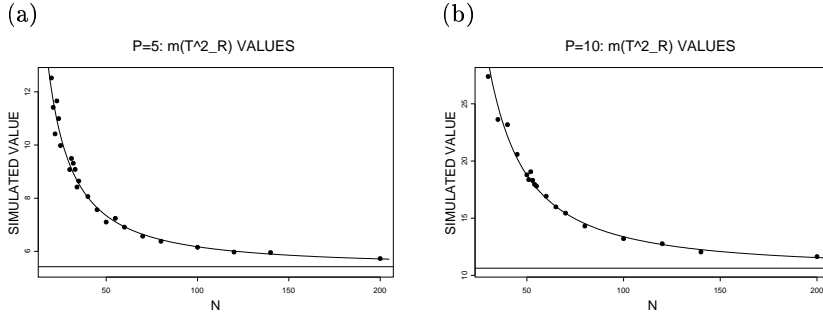 (a)
P=5: m(T^2_R) VALUES
SIMULATED VALUE
12
10
8
6
50
100
150
200
N
(b)
P=10: m(T^2_R) VALUES
SIMULATED VALUE
25
20
15
10
50
100
150
200
N